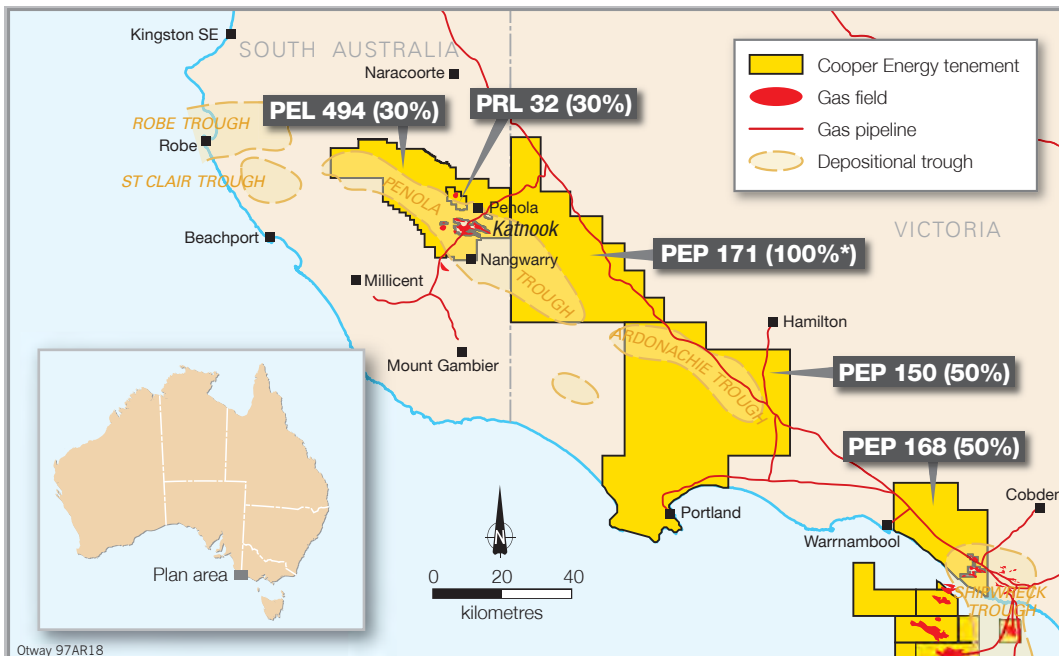 Kingston SE
SOUTH AUSTRALIA
Naracoorte
PEL 494 (30%)
PRL 32 (30%)
Cooper Energy tenement
Gas field
Gas pipeline
Depositional trough
ROBE TROUGH
Robe
ST CLAIR TROUGH
PENOLA
Penola
Katnook
Beachport
VICTORIA
PEP 171 (100%*)
Nangwarry
Millicent
TROUGH
Hamilton
ARDONACHIE TROUGH
Mount Gambier
PEP 150 (50%)
PEP 168 (50%)
Cobden
Portland
Warrnambool
N
Plan area
0 20 40
kilometres
SHIPWRECK
TROUGH
Otway 97AR18